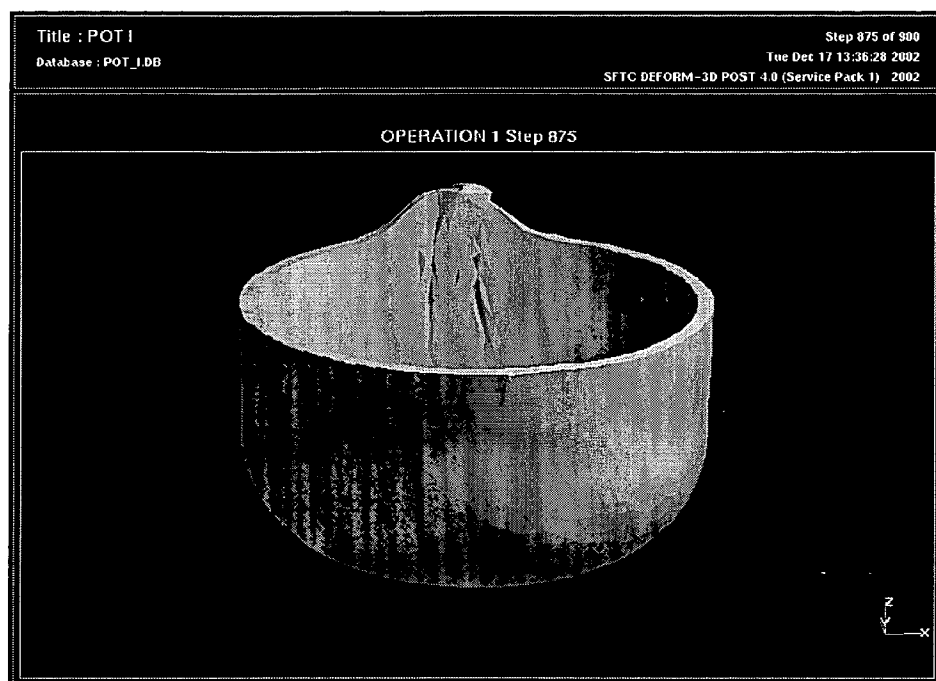 Title : POT I
Database : POT_I.DB
Step 875 of 900
Tue Dec 17 13:36:28 2002
SFTC DEFORM-3D POST 4.0 (Service Pack 1) 2002
OPERATION 1 Step 875
Z
Y
X